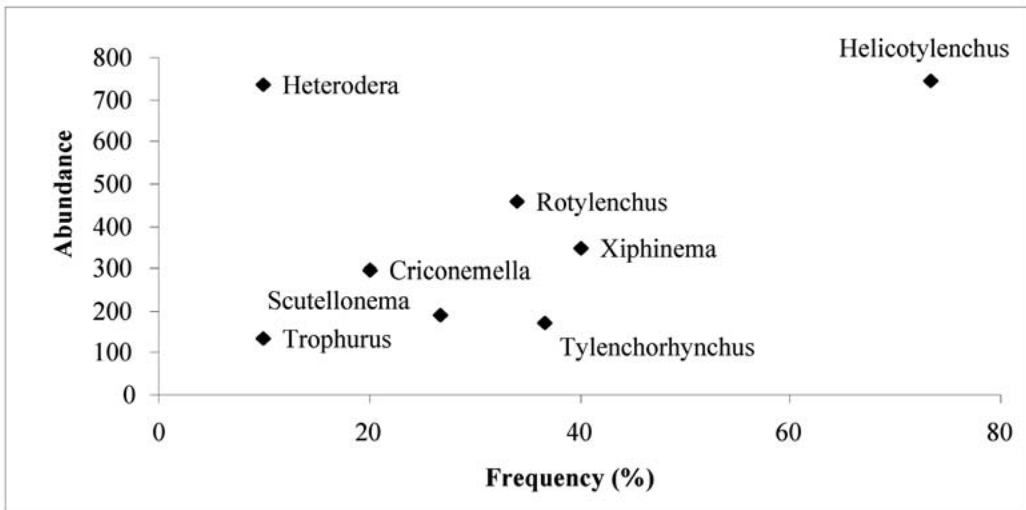 Helicotylenchus
800
Heterodera
700
600
500
Rotylenchus
400
Xiphinema
300
Criconemella
Scutellonema
200
Trophurus
Tylenchorhynchus
100
0
Abundance
0 20 40 60 80
Frequency (%)